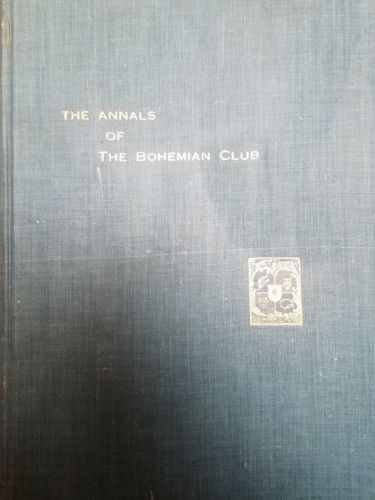 THE ANNALS
OF
THE BOHEMIAN CLUB